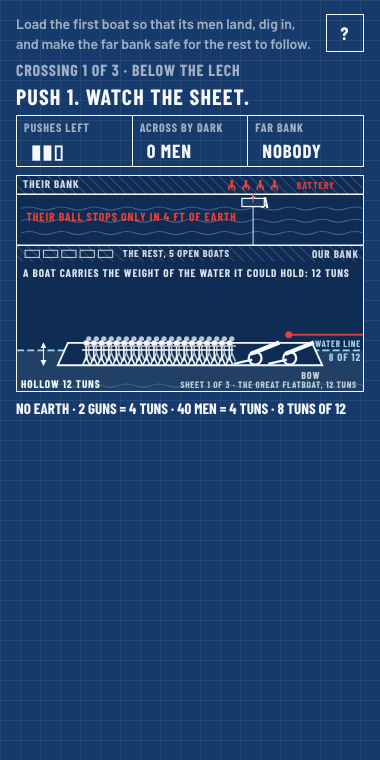 Load the first boat so that its men land, dig in,
and make the far bank safe for the rest to follow.
?
CROSSING 1 OF 3 · BELOW THE LECH
PUSH 1. WATCH THE SHEET.
PUSHES LEFT
ACROSS BY DARK
0 MEN
FAR BANK
NOBODY
THEIR BANK
BATTERY
THEIR BALL STOPS ONLY IN 4 FT OF EARTH
THE REST, 5 OPEN BOATS
OUR BANK
A BOAT CARRIES THE WEIGHT OF THE WATER IT COULD HOLD: 12 TUNS
WATER LINE
8 OF 12
BOW
HOLLOW 12 TUNS
SHEET 1 OF 3 · THE GREAT FLATBOAT; 12 TUNS
NO EARTH · 2 GUNS = 4 TUNS · 40 MEN = 4 TUNS · 8 TUNS OF 12